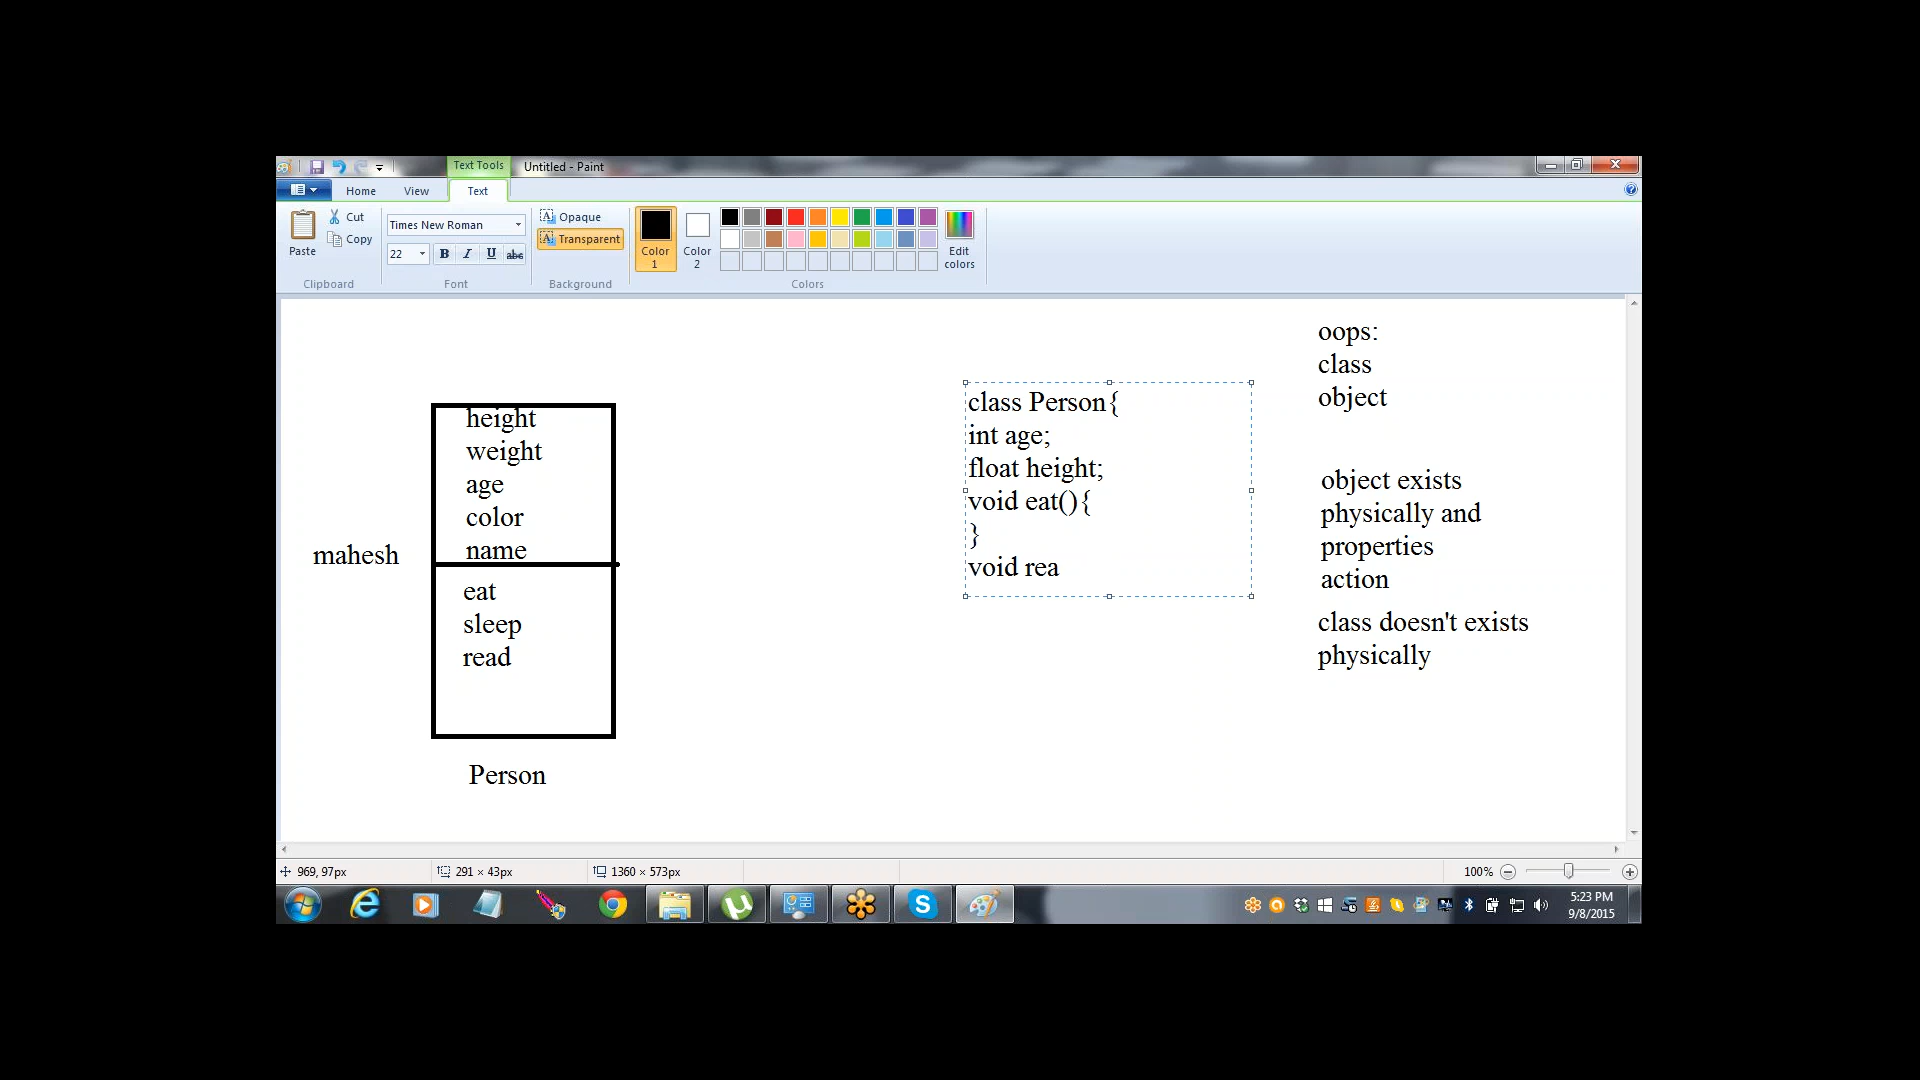 Text Tools
Untitled - Paint
Home
View
Text
Paste
Cut
Copy
Clipboard
Times New Roman
22
B I U abc
Font
Opaque
Transparent
Background
Color
1
Color
2
Edit
colors
Colors
height
weight
age
color
name
mahesh
eat
sleep
read
Person
class Person{
int age;
float height;
void eat(){
}
void rea
oops:
class
object
object exists
physically and
properties
action
class doesn't exists
physically
969, 97px
291 × 43px
1360 × 573px
100%
5:23 PM
9/8/2015